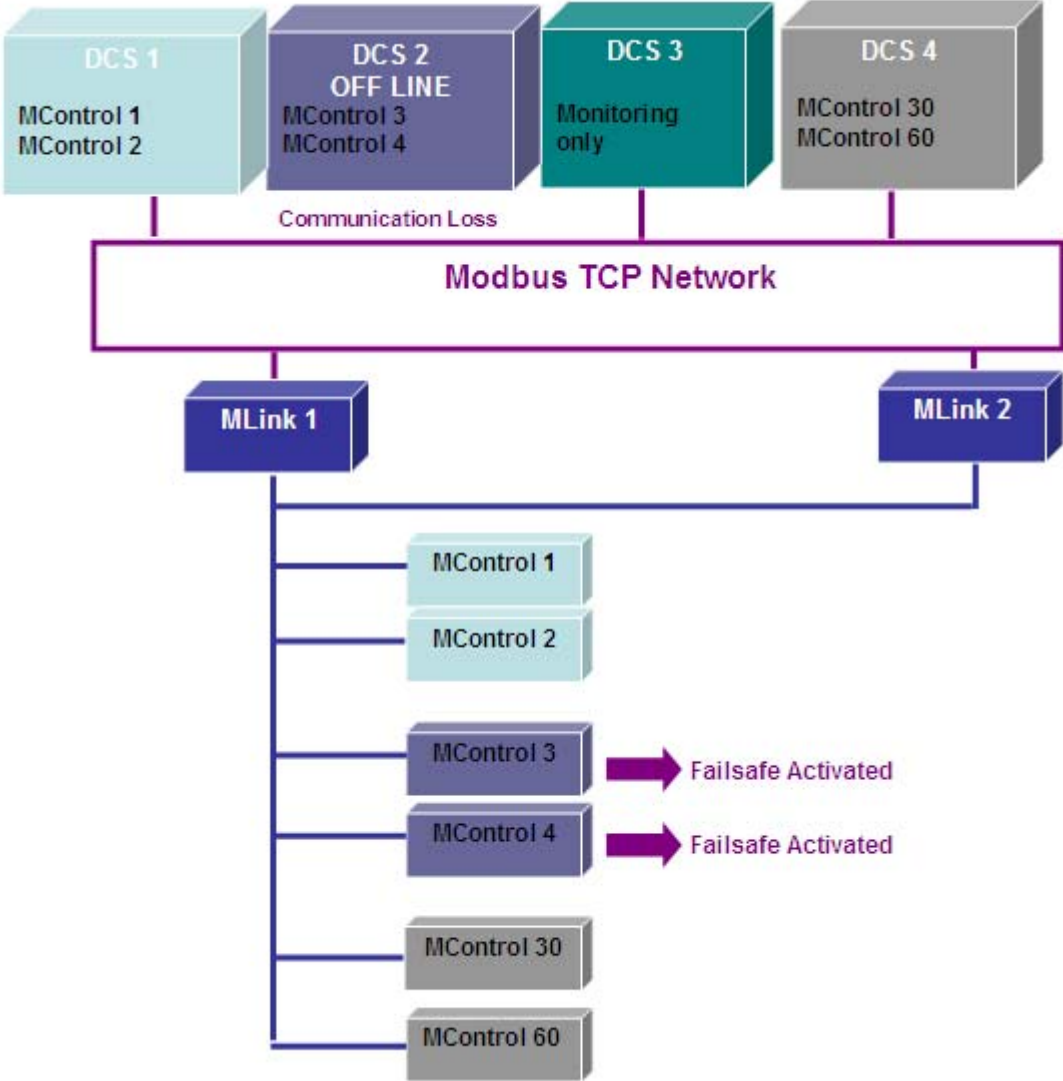 DCS 1
MControl 1
MControl 2
DCS 2
OFF LINE
MControl 3
MControl 4
DCS 3
Monitoring
only
DCS 4
MControl 30
MControl 60
Communication Loss
Modbus TCP Network
MLink 1
MLink 2
MControl 1
MControl 2
MControl 3
Failsafe Activated
MControl 4
Failsafe Activated
MControl 30
MControl 60